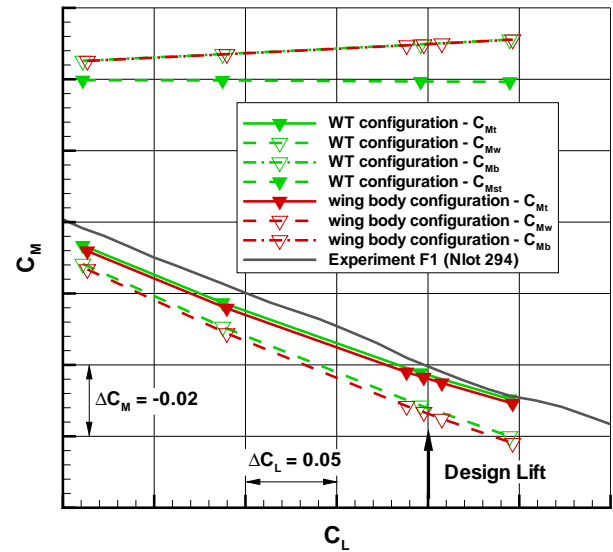 WT configuration - C_Mt
WT configuration - C_Mw
WT configuration - C_Mb
WT configuration - C_Mst
wing body configuration - C_Mt
wing body configuration - C_Mw
wing body configuration - C_Mb
Experiment F1 (Nlot 294)
C_M
ΔC_M = -0.02
ΔC_L = 0.05
Design Lift
C_L